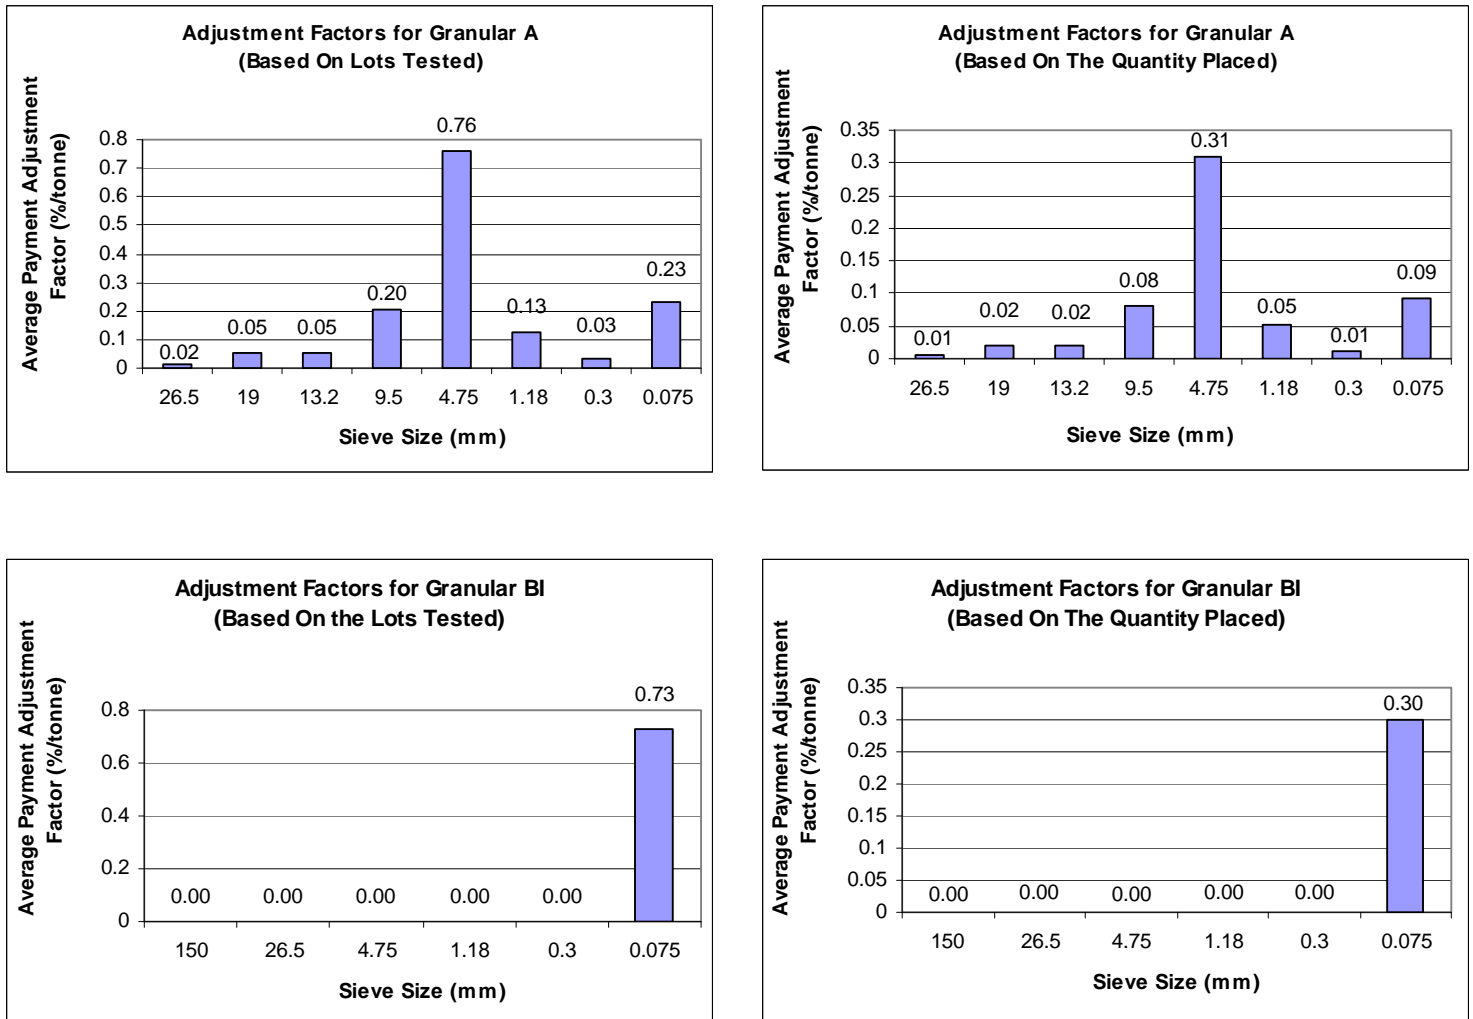 Adjustment Factors for Granular A
(Based On Lots Tested)
Average Payment Adjustment
Factor (%/tonne)
0.8
0.7
0.6
0.5
0.4
0.3
0.2
0.1
0
0.02
0.05
0.05
0.20
0.76
0.13
0.03
0.23
26.5 19 13.2 9.5 4.75 1.18 0.3 0.075
Sieve Size (mm)
Adjustment Factors for Granular A
(Based On The Quantity Placed)
Average Payment Adjustment
Factor (%/tonne)
0.35
0.3
0.25
0.2
0.15
0.1
0.05
0
0.01
0.02
0.02
0.08
0.31
0.05
0.01
0.09
26.5 19 13.2 9.5 4.75 1.18 0.3 0.075
Sieve Size (mm)
Adjustment Factors for Granular BI
(Based On the Lots Tested)
Average Payment Adjustment
Factor (%/tonne)
0.8
0.6
0.4
0.2
0
0.00 0.00 0.00 0.00 0.00
0.73
150 26.5 4.75 1.18 0.3 0.075
Sieve Size (mm)
Adjustment Factors for Granular BI
(Based On The Quantity Placed)
Average Payment Adjustment
Factor (%/tonne)
0.35
0.3
0.25
0.2
0.15
0.1
0.05
0
0.00 0.00 0.00 0.00 0.00
0.30
150 26.5 4.75 1.18 0.3 0.075
Sieve Size (mm)